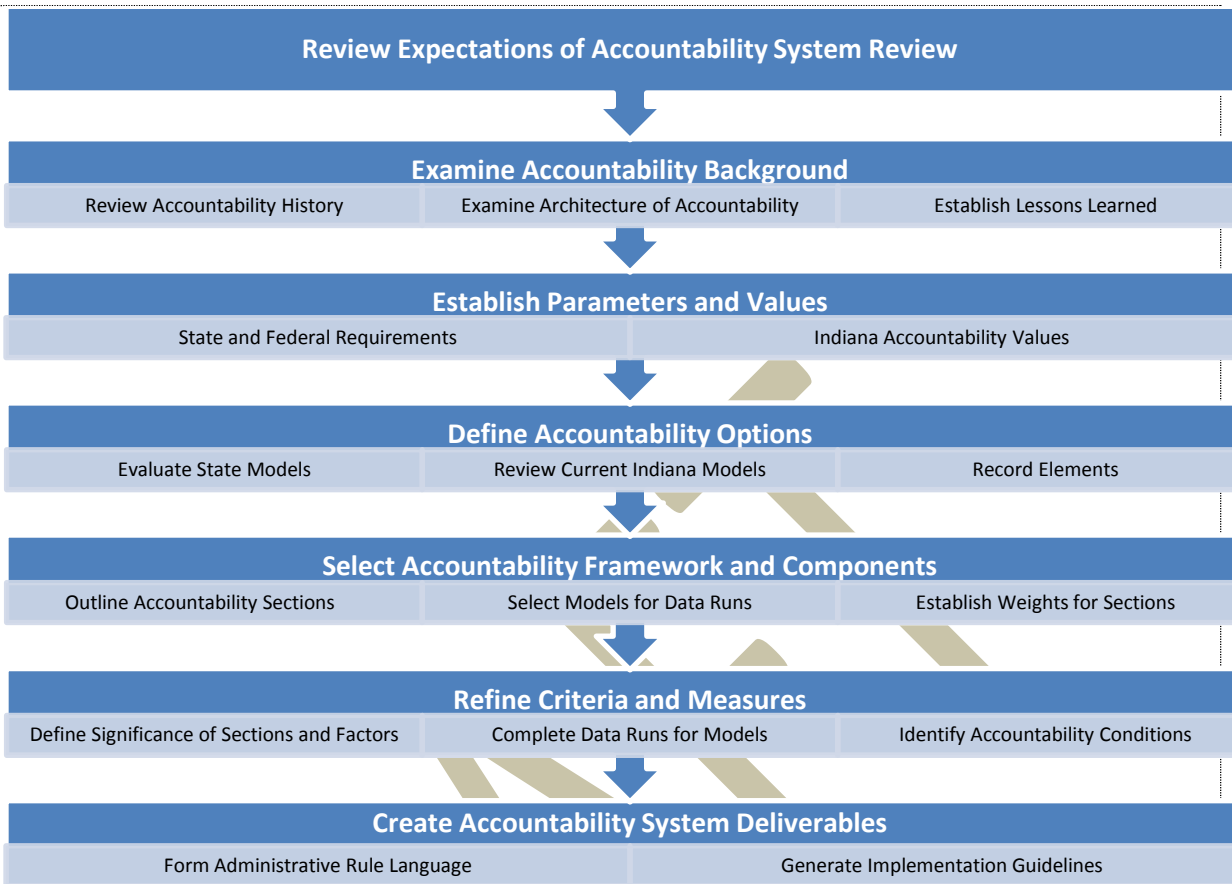 Review Expectations of Accountability System Review
Examine Accountability Background
Review Accountability History
Examine Architecture of Accountability
Establish Lessons Learned
Establish Parameters and Values
State and Federal Requirements
Indiana Accountability Values
Define Accountability Options
Evaluate State Models
Review Current Indiana Models
Record Elements
Select Accountability Framework and Components
Outline Accountability Sections
Select Models for Data Runs
Establish Weights for Sections
Refine Criteria and Measures
Define Significance of Sections and Factors
Complete Data Runs for Models
Identify Accountability Conditions
Create Accountability System Deliverables
Form Administrative Rule Language
Generate Implementation Guidelines